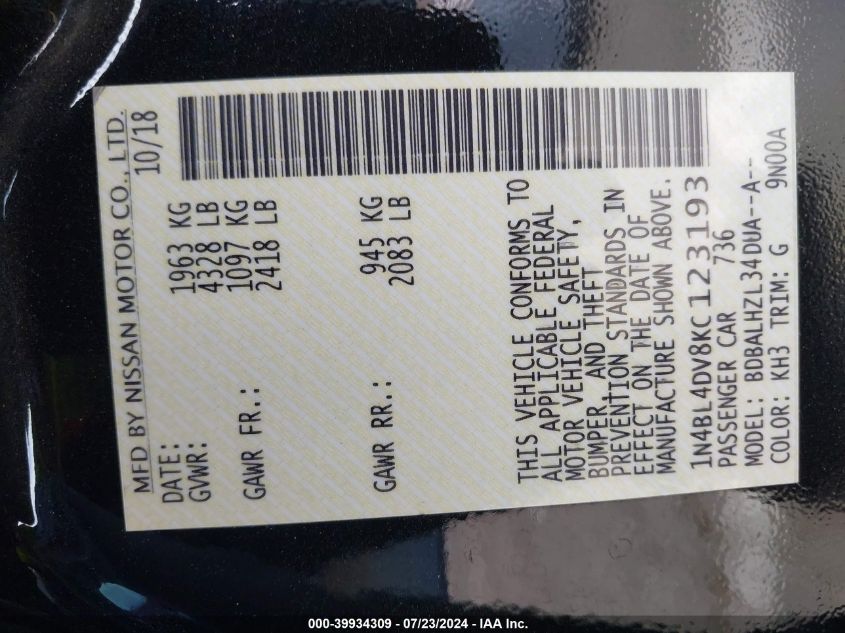 MFD BY NISSAN MOTOR CO., LTD.
DATE: 10/18
GVWR: 1963 KG
4328 LB
GAWR FR.: 1097 KG
2418 LB
GAWR RR.: 945 KG
2083 LB
THIS VEHICLE CONFORMS TO
ALL APPLICABLE FEDERAL
MOTOR VEHICLE SAFETY,
BUMPER, AND THEFT
PREVENTION STANDARDS IN
EFFECT ON THE DATE OF
MANUFACTURE SHOWN ABOVE.
1N4BL4DV8KC123193
PASSENGER CAR 736
MODEL: BDBALHZL34DUA--A--
COLOR: KH3 TRIM: G 9N00A
000-39934309 - 07/23/2024 - IAA Inc.